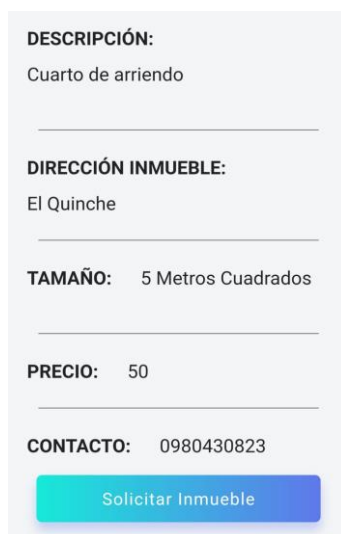 DESCRIPCIÓN:
Cuarto de arriendo
DIRECCIÓN INMUEBLE:
El Quinche
TAMAÑO: 5 Metros Cuadrados
PRECIO: 50
CONTACTO: 0980430823
Solicitar Inmueble